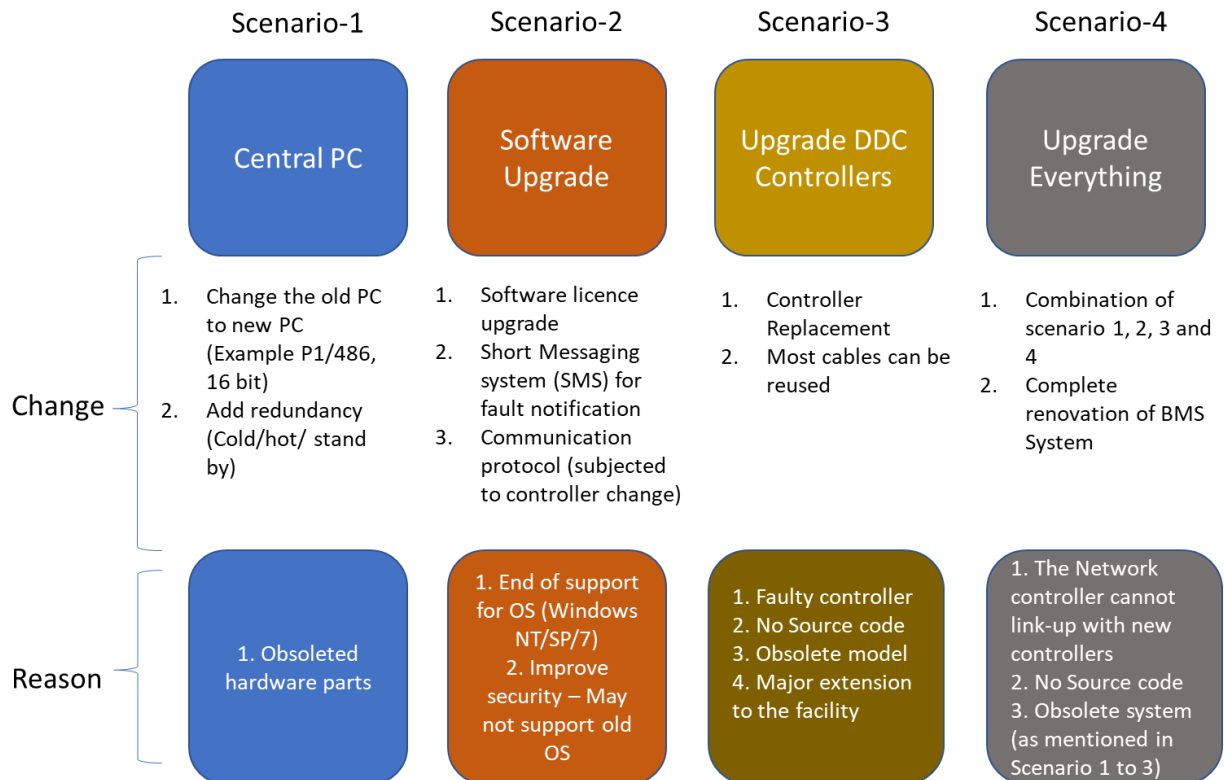 Scenario-1
Scenario-2
Scenario-3
Scenario-4
Central PC
Software
Upgrade
Upgrade DDC
Controllers
Upgrade
Everything
Change
1. Change the old PC
to new PC
(Example P1/486,
16 bit)
2. Add redundancy
(Cold/hot/ stand
by)
1. Software licence
upgrade
2. Short Messaging
system (SMS) for
fault notification
3. Communication
protocol (subjected
to controller change)
1. Controller
Replacement
2. Most cables can be
reused
1. Combination of
scenario 1, 2, 3 and
4
2. Complete
renovation of BMS
System
Reason
1. Obsoleted
hardware parts
1. End of support
for OS (Windows
NT/SP/7)
2. Improve
security – May
not support old
OS
1. Faulty controller
2. No Source code
3. Obsolete model
4. Major extension
to the facility
1. The Network
controller cannot
link-up with new
controllers
2. No Source code
3. Obsolete system
(as mentioned in
Scenario 1 to 3)